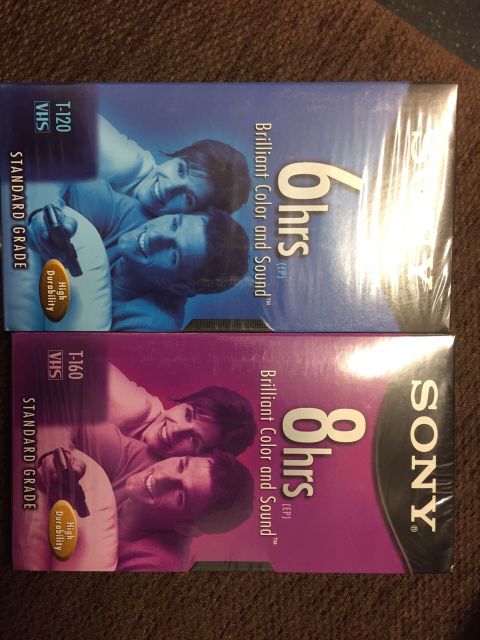 SONY
6hrs (EP)
Brilliant Color and Sound™
T-120
VHS
High
Durability
STANDARD GRADE
SONY®
8hrs (EP)
Brilliant Color and Sound™
T-160
VHS
High
Durability
STANDARD GRADE